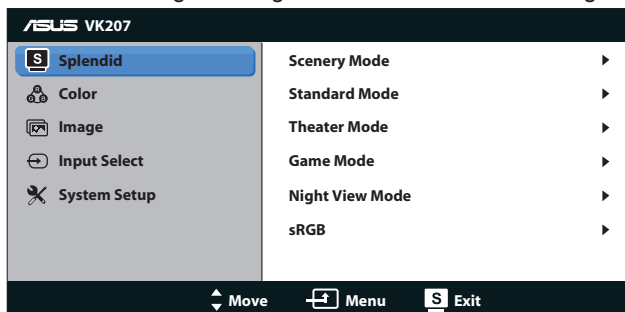 ASUS VK207
S Splendid
Color
Image
Input Select
System Setup
Scenery Mode
Standard Mode
Theater Mode
Game Mode
Night View Mode
sRGB
Move Menu S Exit